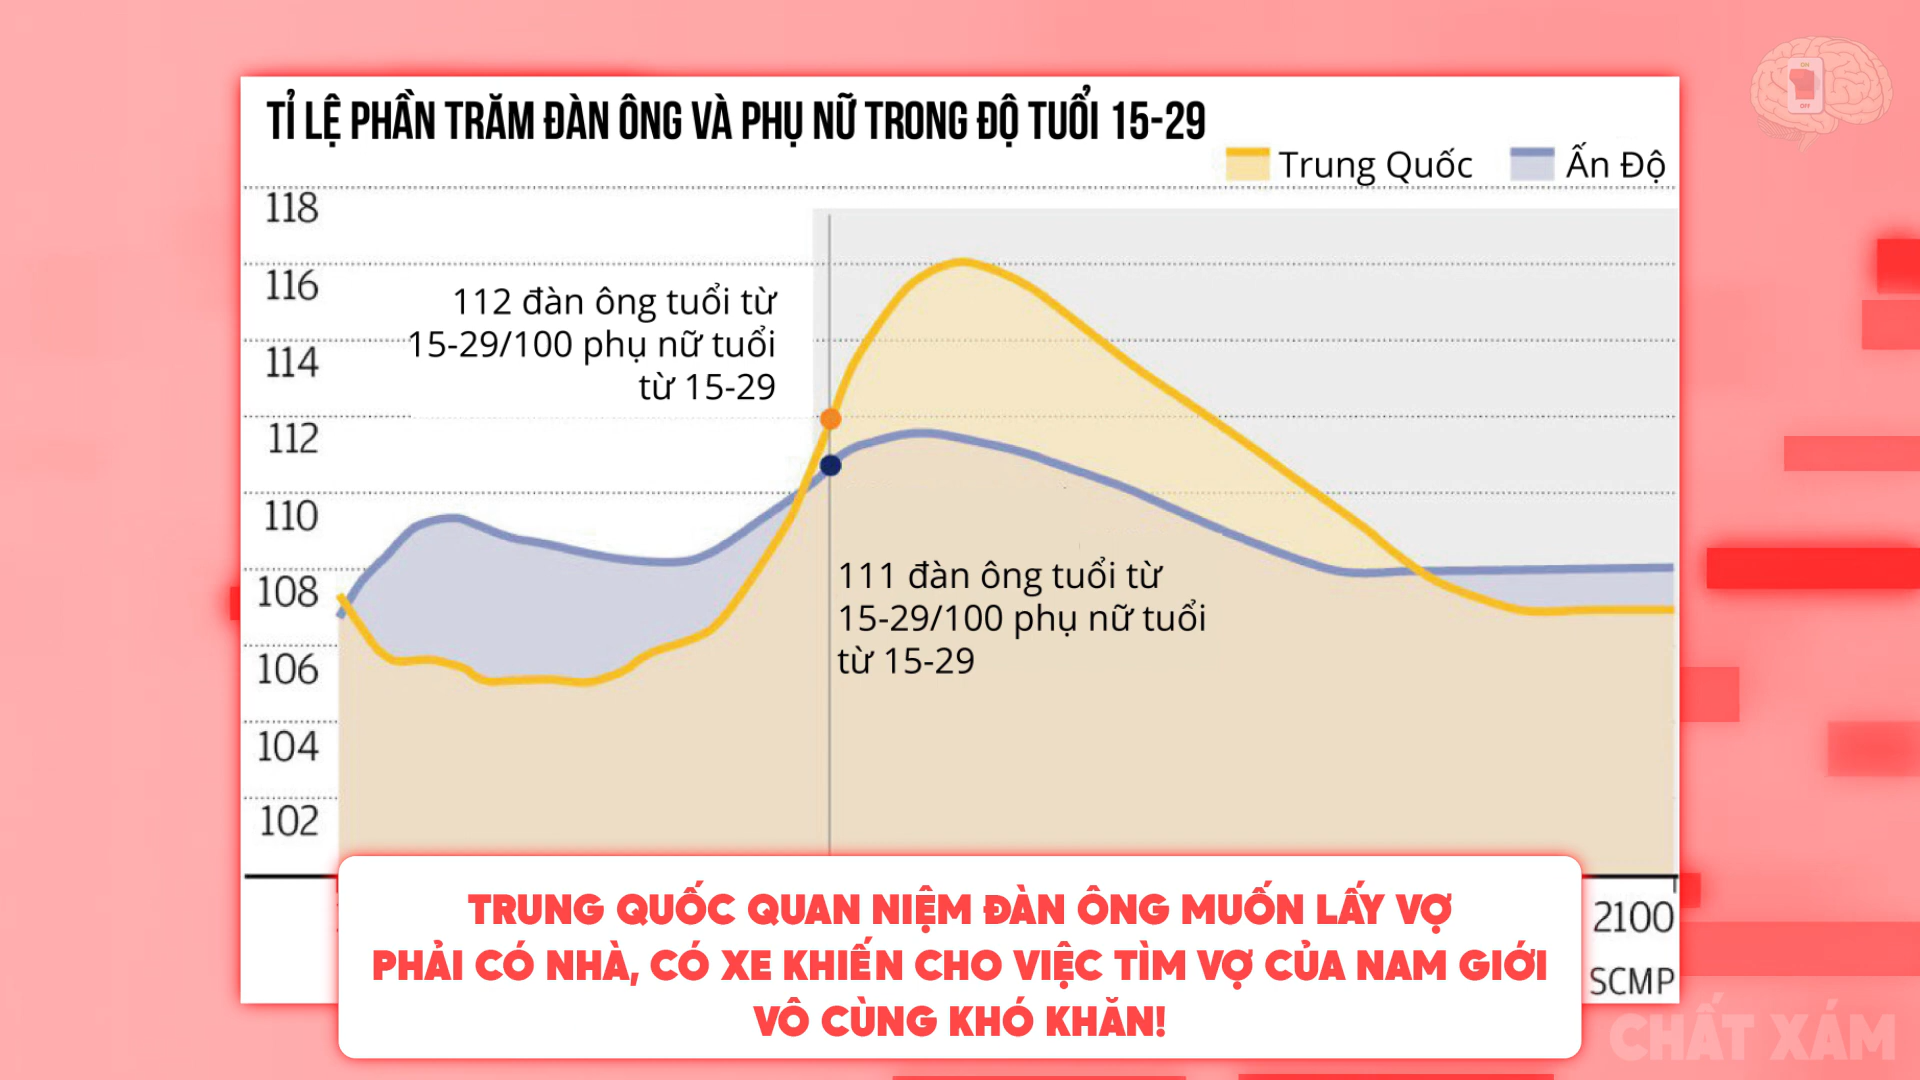 TỈ LỆ PHẦN TRĂM ĐÀN ÔNG VÀ PHỤ NỮ TRONG ĐỘ TUỔI 15-29
Trung Quốc
Ấn Độ
118
116
114
112
110
108
106
104
102
112 đàn ông tuổi từ
15-29/100 phụ nữ tuổi
từ 15-29
111 đàn ông tuổi từ
15-29/100 phụ nữ tuổi
từ 15-29
2100
SCMP
TRUNG QUỐC QUAN NIỆM ĐÀN ÔNG MUỐN LẤY VỢ
PHẢI CÓ NHÀ, CÓ XE KHIẾN CHO VIỆC TÌM VỢ CỦA NAM GIỚI
VÔ CÙNG KHÓ KHĂN!
CHẤT XÁM
ON
OFF